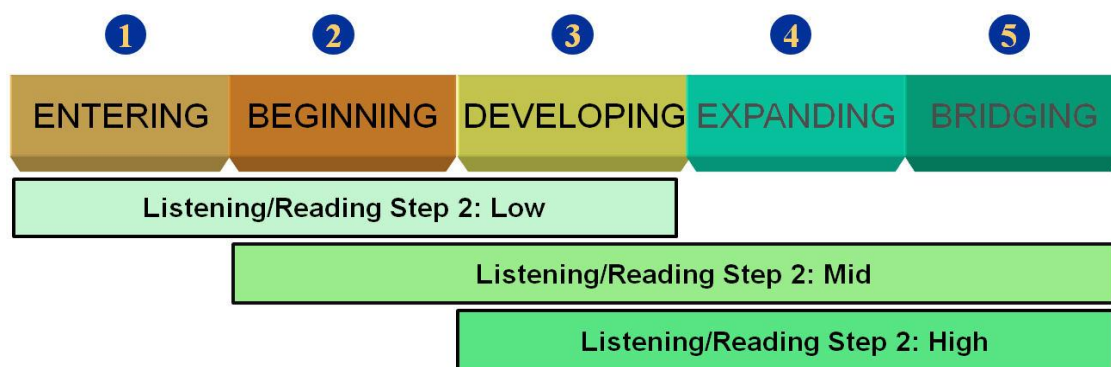 1 2 3 4 5
ENTERING BEGINNING DEVELOPING EXPANDING BRIDGING
Listening/Reading Step 2: Low
Listening/Reading Step 2: Mid
Listening/Reading Step 2: High